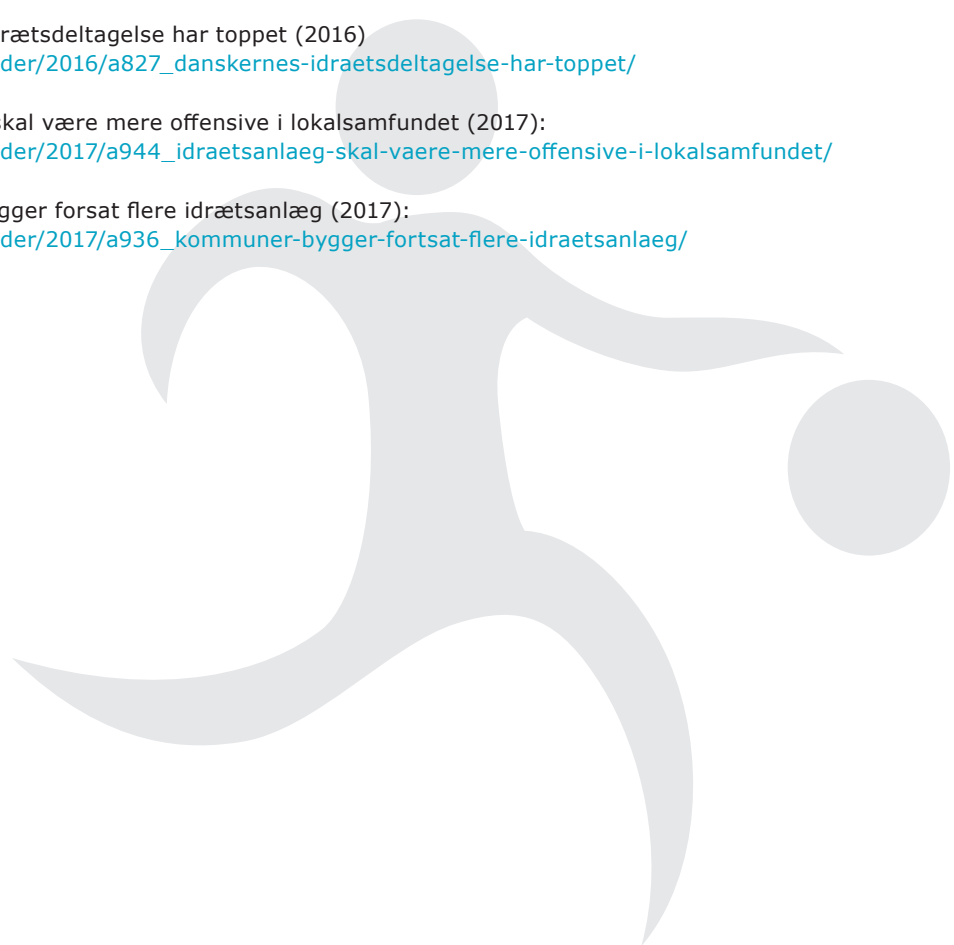 rætsdeltagelse har toppet (2016)
der/2016/a827_danskernes-idraetsdeltagelse-har-toppet/
skal være mere offensive i lokalsamfundet (2017):
der/2017/a944_idraetsanlaeg-skal-vaere-mere-offensive-i-lokalsamfundet/
gger forsat flere idrætsanlæg (2017):
der/2017/a936_kommuner-bygger-fortsat-flere-idraetsanlaeg/